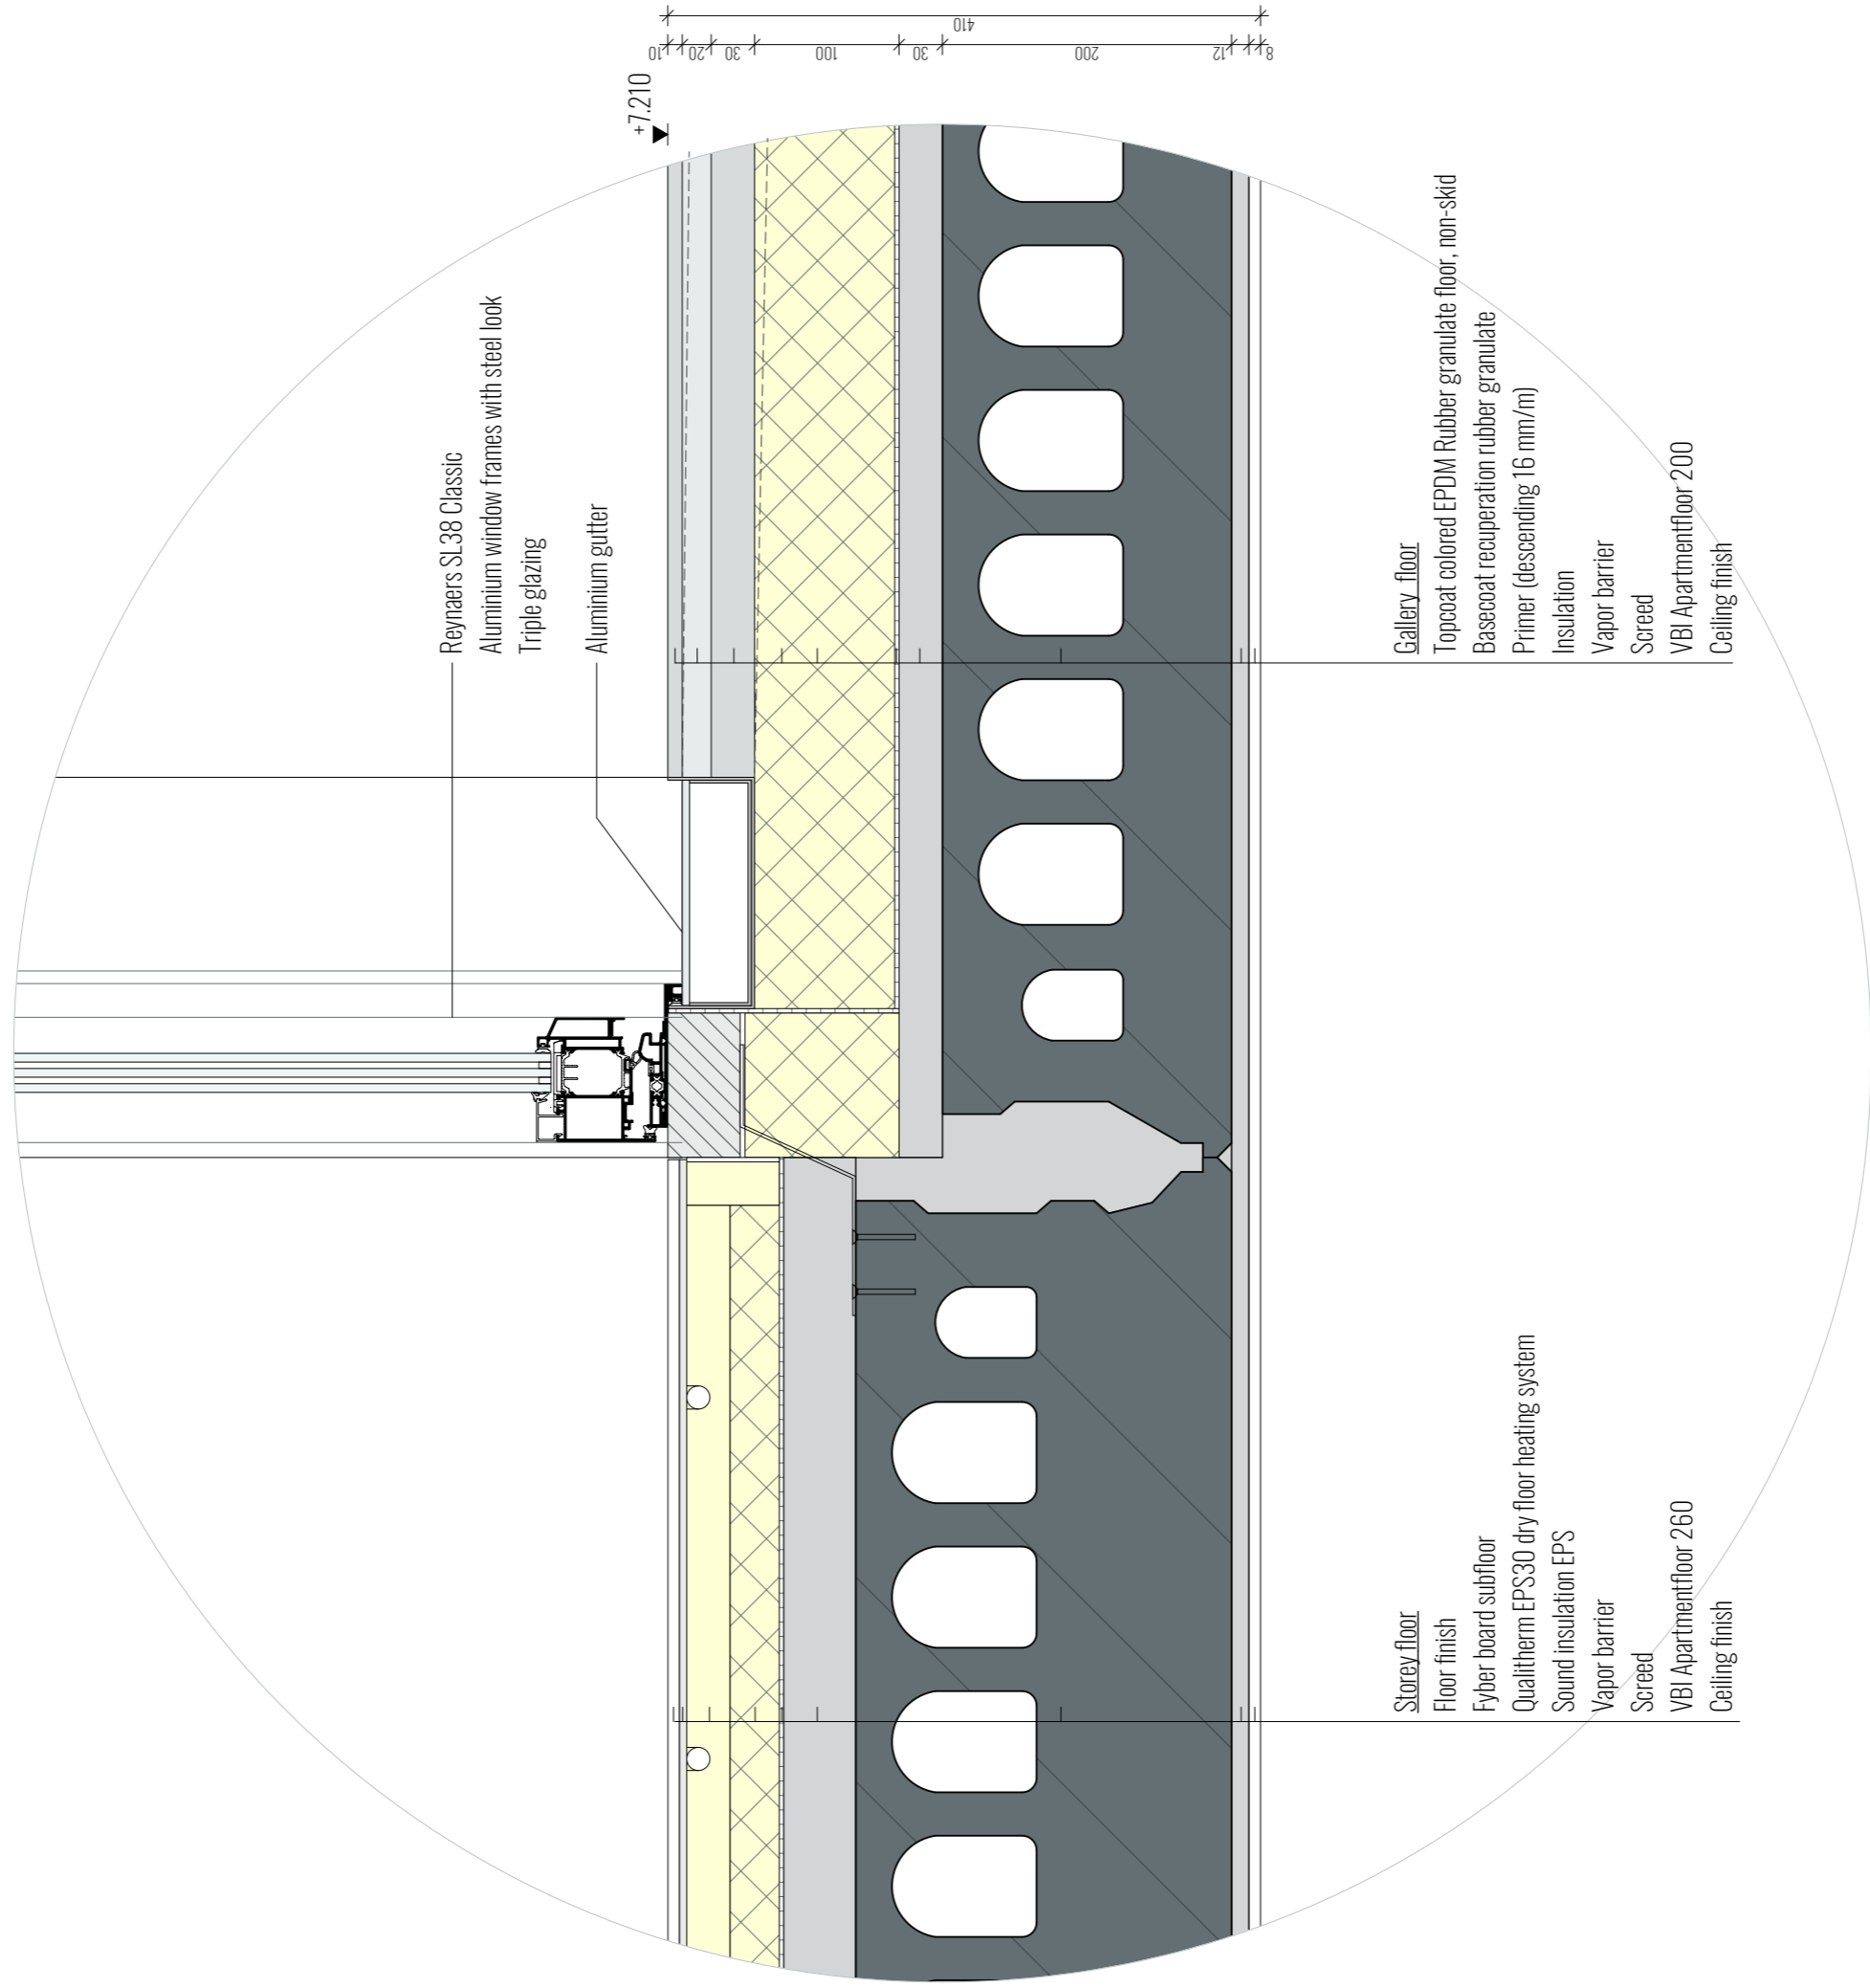 Reynaers SL38 Classic
Aluminium window frames with steel look
Triple glazing
Aluminium gutter
+7.210
10
20
30
100
30
200
12
8
410
Storey floor
Floor finish
Fyber board subfloor
Qualitherm EPS30 dry floor heating system
Sound insulation EPS
Vapor barrier
Screed
VBI Apartmentfloor 260
Ceiling finish
Gallery floor
Topcoat colored EPDM Rubber granulate floor, non-skid
Basecoat recuperation rubber granulate
Primer (descending 16 mm/m)
Insulation
Vapor barrier
Screed
VBI Apartmentfloor 200
Ceiling finish